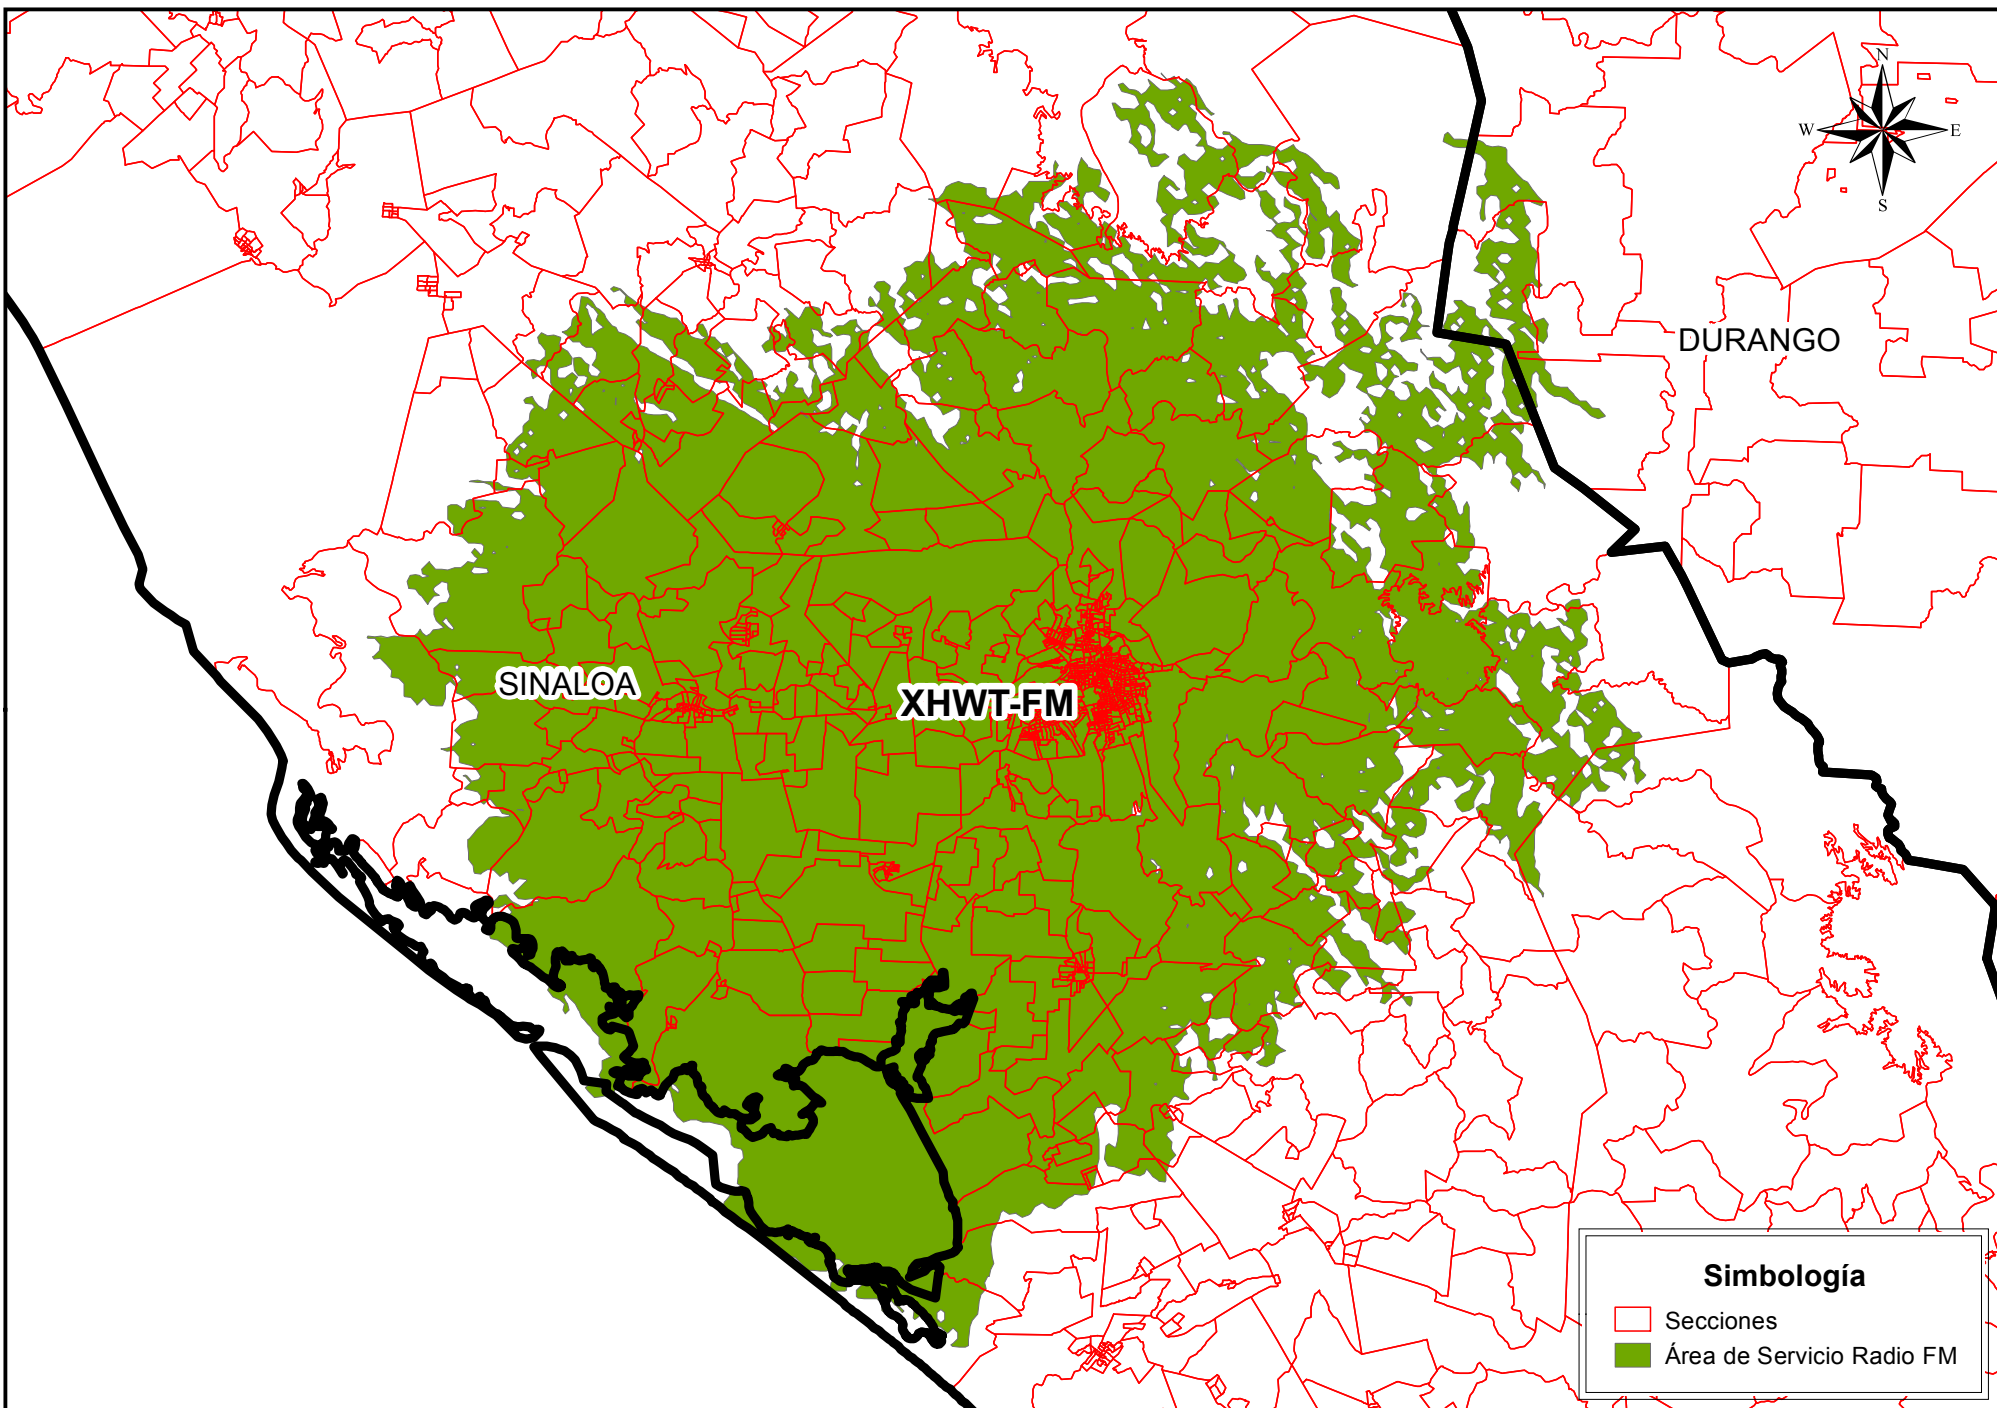 N
W E
S
DURANGO
SINALOA
XHWT-FM
Simbología
Secciones
Área de Servicio Radio FM